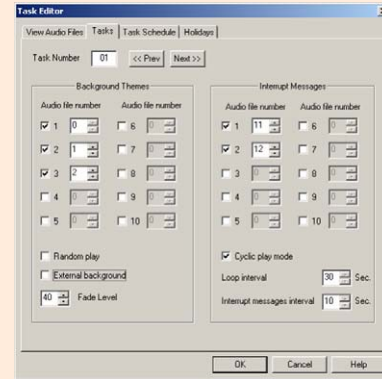 Task Editor
View Audio Files Tasks Task Schedule Holidays
Task Number 01 << Prev Next >>
Background Themes
Audio file number Audio file number
1 0 6 0
2 1 7 0
3 2 8 0
4 0 9 0
5 0 10 0
Random play
External background
40 Fade Level
Interrupt Messages
Audio file number Audio file number
1 11 6 0
2 12 7 0
3 0 8 0
4 0 9 0
5 0 10 0
Cyclic play mode
Loop interval 30 Sec.
Interrupt messages interval 10 Sec.
OK Cancel Help